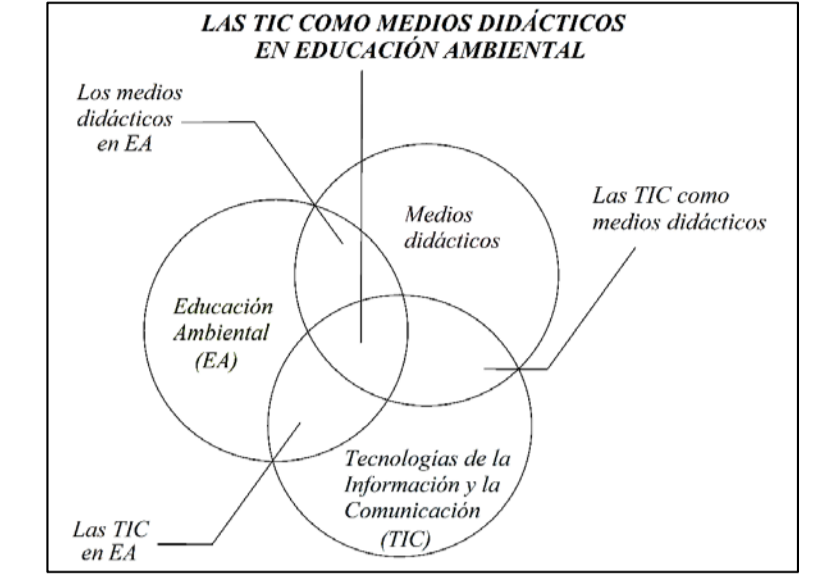 LAS TIC COMO MEDIOS DIDÁCTICOS
EN EDUCACIÓN AMBIENTAL
Los medios
didácticos
en EA
Medios
didácticos
Las TIC como
medios didácticos
Educación
Ambiental
(EA)
Tecnologías de la
Información y la
Comunicación
(TIC)
Las TIC
en EA